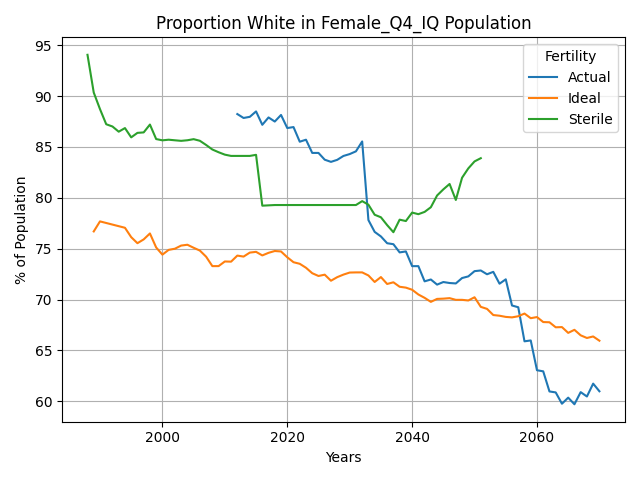 Proportion White in Female_Q4_IQ Population
Fertility
Actual
Ideal
Sterile
% of Population
95
90
85
80
75
70
65
60
2000
2020
2040
2060
Years